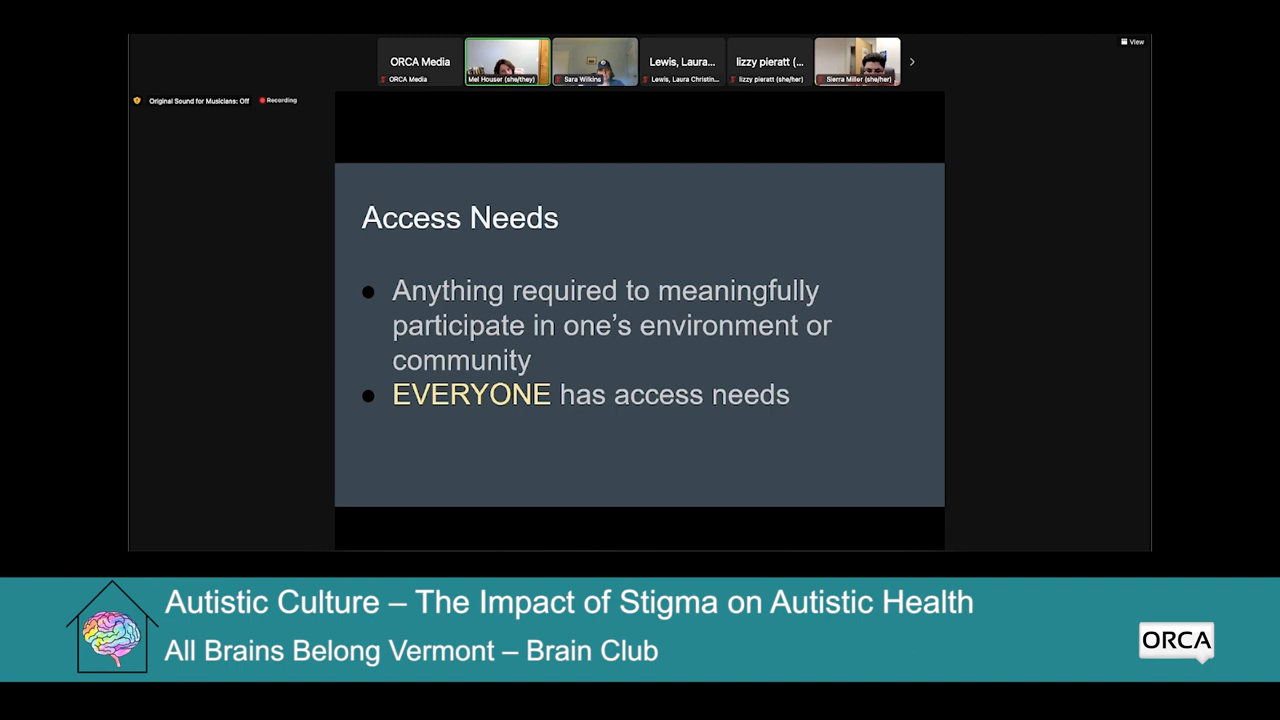 View
ORCA Media
Lewis, Laura...
lizzy pieratt (...
ORCA Media
Mel Houser (she/they)
Sara Wilkins
Lewis, Laura Christin...
lizzy pieratt (she/her)
Sierra Miller (she/her)
Original Sound for Musicians: Off
Recording
Access Needs
● Anything required to meaningfully
participate in one’s environment or
community
● EVERYONE has access needs
Autistic Culture – The Impact of Stigma on Autistic Health
All Brains Belong Vermont – Brain Club
ORCA